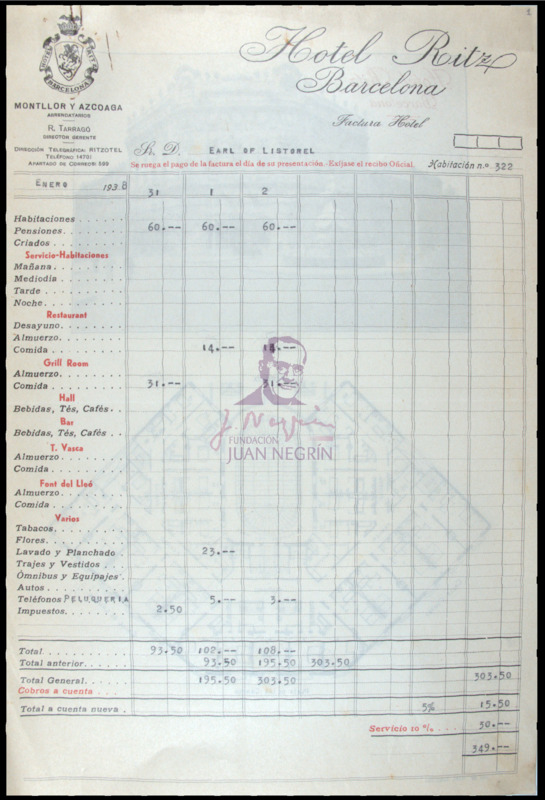 1
HOTEL RITZ
BARCELONA
Hotel Ritz
Barcelona
MONTLLOR Y AZCOAGA
ARRENDATARIOS
R. TARRAGÓ
DIRECTOR GERENTE
Factura Hotel
DIRECCIÓN TELEGRÁFICA: RITZOTEL
TELÉFONO 14701
APARTADO DE CORREOS: 593
S. D. EARL OF LISTOREL
Se ruega el pago de la factura el día de su presentación.-Exíjase el recibo Oficial.
Habitación n.º 322
ENERO 1938 31 1 2
Habitaciones
Pensiones 60.-- 60.-- 60.--
Criados
Servicio-Habitaciones
Mañana
Mediodía
Tarde
Noche
Restaurant
Desayuno
Almuerzo
Comida 14.-- 14.--
Grill Room
Almuerzo
Comida 31.-- 31.--
Hall
Bebidas, Tés, Cafés
Bar
Bebidas, Tés, Cafés
J. Negrín
FUNDACIÓN
JUAN NEGRÍN
T. Vasca
Almuerzo
Comida
Font del Lleó
Almuerzo
Comida
Varios
Tabacos
Flores
Lavado y Planchado 23.--
Trajes y Vestidos
Ómnibus y Equipajes
Autos
Teléfonos PELUQUERIA 5.-- 3.--
Impuestos 2.50
Total 93.50 102.-- 108.--
Total anterior 93.50 195.50 303.50
Total General 195.50 303.50 303.50
Cobros a cuenta
Total a cuenta nueva 5% 15.50
Servicio 10 % 30.--
349.--